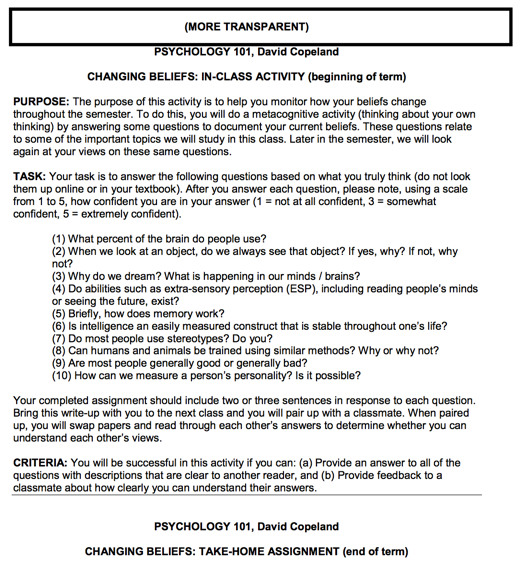 (MORE TRANSPARENT)
PSYCHOLOGY 101, David Copeland
CHANGING BELIEFS: IN-CLASS ACTIVITY (beginning of term)
PURPOSE: The purpose of this activity is to help you monitor how your beliefs change
throughout the semester. To do this, you will do a metacognitive activity (thinking about your own
thinking) by answering some questions to document your current beliefs. These questions relate
to some of the important topics we will study in this class. Later in the semester, we will look
again at your views on these same questions.
TASK: Your task is to answer the following questions based on what you truly think (do not look
them up online or in your textbook). After you answer each question, please note, using a scale
from 1 to 5, how confident you are in your answer (1 = not at all confident, 3 = somewhat
confident, 5 = extremely confident).
(1) What percent of the brain do people use?
(2) When we look at an object, do we always see that object? If yes, why? If not, why
not?
(3) Why do we dream? What is happening in our minds / brains?
(4) Do abilities such as extra-sensory perception (ESP), including reading people's minds
or seeing the future, exist?
(5) Briefly, how does memory work?
(6) Is intelligence an easily measured construct that is stable throughout one's life?
(7) Do most people use stereotypes? Do you?
(8) Can humans and animals be trained using similar methods? Why or why not?
(9) Are most people generally good or generally bad?
(10) How can we measure a person's personality? Is it possible?
Your completed assignment should include two or three sentences in response to each question.
Bring this write-up with you to the next class and you will pair up with a classmate. When paired
up, you will swap papers and read through each other's answers to determine whether you can
understand each other's views.
CRITERIA: You will be successful in this activity if you can: (a) Provide an answer to all of the
questions with descriptions that are clear to another reader, and (b) Provide feedback to a
classmate about how clearly you can understand their answers.
PSYCHOLOGY 101, David Copeland
CHANGING BELIEFS: TAKE-HOME ASSIGNMENT (end of term)